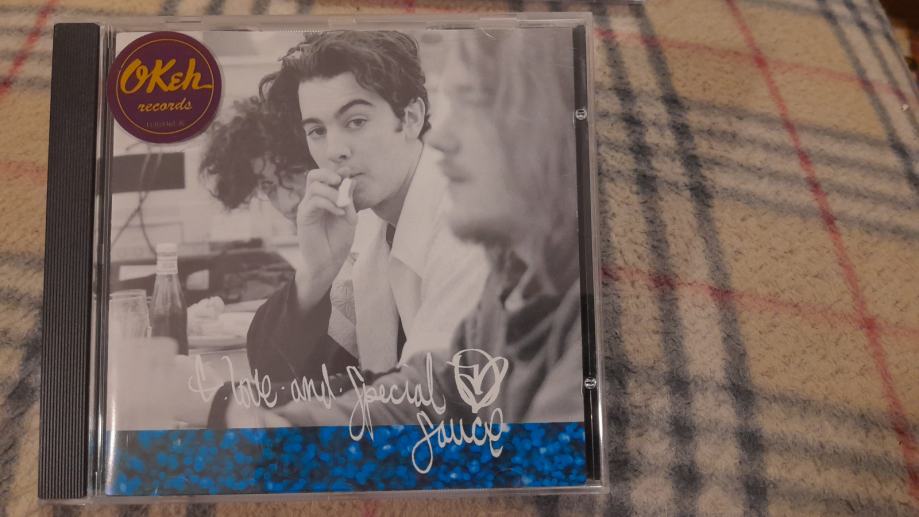 OKeh
records
G. love. and. Special
Sauce